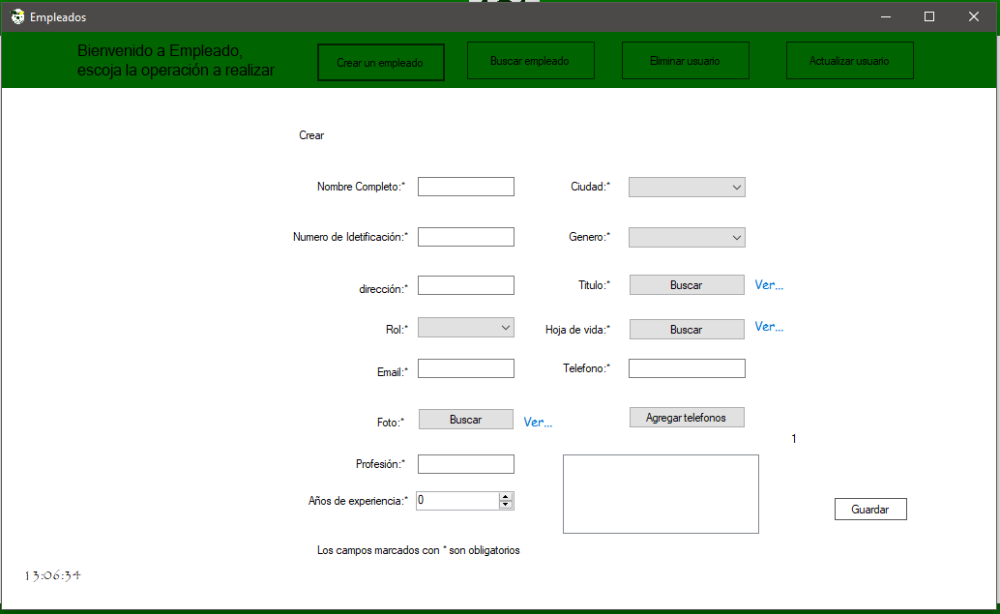 Empleados
Bienvenido a Empleado,
escoja la operación a realizar
Crear un empleado
Buscar empleado
Eliminar usuario
Actualizar usuario
Crear
Nombre Completo:*
Ciudad:*
Numero de Idetificación:*
Genero:*
dirección:*
Titulo:*
Buscar
Ver...
Rol:*
Hoja de vida:*
Buscar
Ver...
Email:*
Telefono:*
Foto:*
Buscar
Ver...
Agregar telefonos
1
Profesión:*
Años de experiencia:*
0
Guardar
Los campos marcados con * son obligatorios
13:06:34